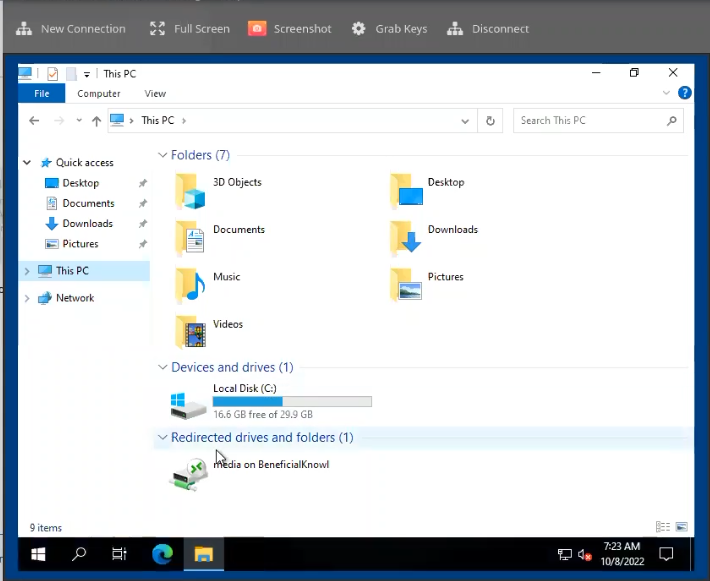 New Connection Full Screen Screenshot Grab Keys Disconnect
This PC
File Computer View
This PC
Search This PC
Quick access
Desktop
Documents
Downloads
Pictures
This PC
Network
Folders (7)
3D Objects Desktop
Documents Downloads
Music Pictures
Videos
Devices and drives (1)
Local Disk (C:)
16.6 GB free of 29.9 GB
Redirected drives and folders (1)
media on BeneficialKnowl
9 items
7:23 AM
10/8/2022